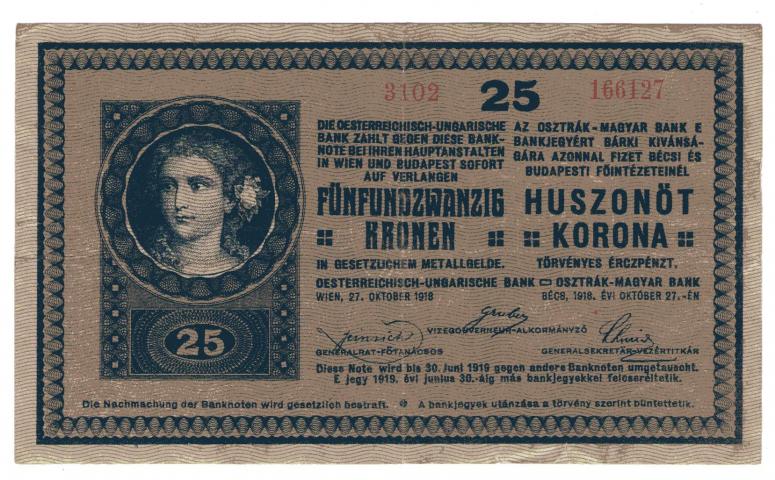 3102 25 166127
DIE OESTERREICHISCH-UNGARISCHE
BANK ZAHLT GEGEN DIESE BANK-
NOTE BEI IHREN HAUPTANSTALTEN
IN WIEN UND BUDAPEST SOFORT
AUF VERLANGEN
FÜNFUNDZWANZIG
KRONEN
IN GESETZLICHEM METALLGELDE.
AZ OSZTRÁK-MAGYAR BANK E
BANKJEGYÉRT BÁRKI KIVÁNSÁ-
GÁRA AZONNAL FIZET BÉCSI ÉS
BUDAPESTI FŐINTÉZETEINÉL
HUSZONÖT
KORONA
TÖRVÉNYES ÉRCZPÉNZT.
OESTERREICHISCH-UNGARISCHE BANK OSZTRÁK-MAGYAR BANK
WIEN, 27. OKTOBER 1918 BÉCS, 1918. ÉVI OKTÓBER 27.-ÉN
Gruber
VIZEGOUVERNEUR-ALKORMÁNYZÓ
GENERALRAT-FŐTANÁCSOS GENERALSEKRETÄR-VEZÉRTITKÁR
25
Diese Note wird bis 30. Juni 1919 gegen andere Banknoten umgetauscht.
E jegy 1919. évi junius 30.-áig más bankjegyekkel felcseréltetik.
Die Nachmachung der Banknoten wird gesetzlich bestraft. A bankjegyek utánzása a törvény szerint büntettetik.